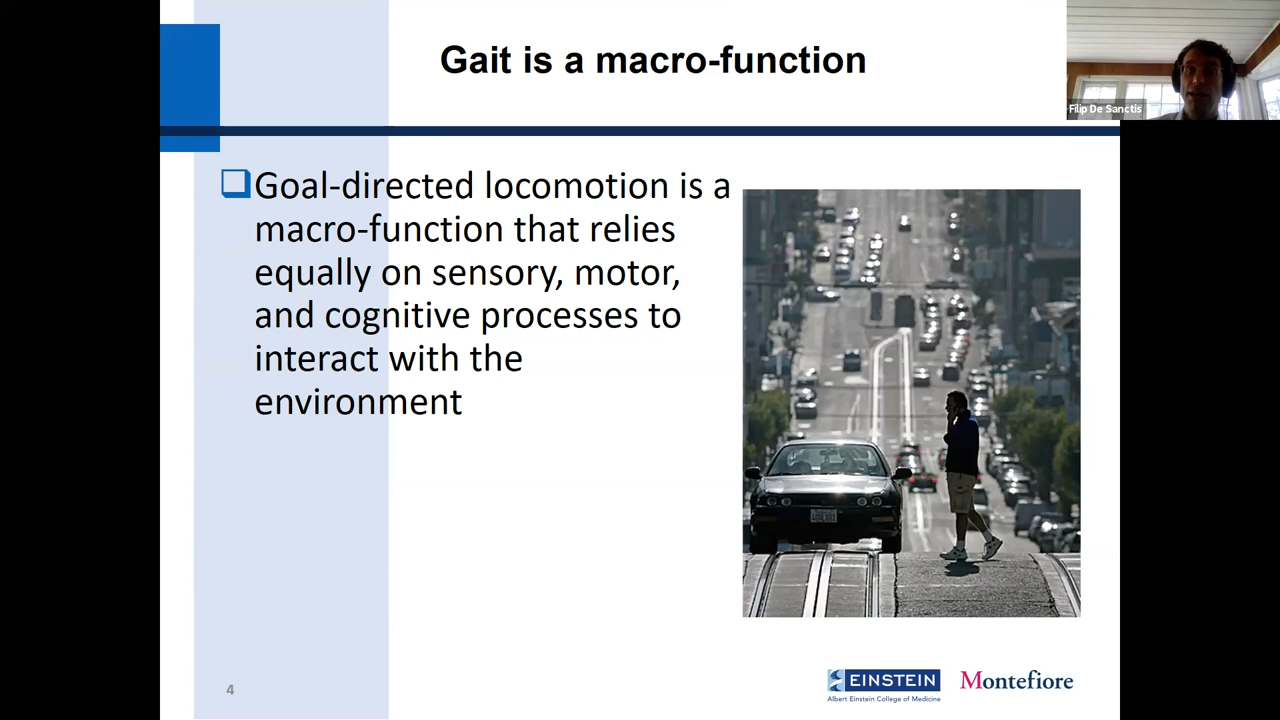 Gait is a macro-function
Filip De Sanctis
Goal-directed locomotion is a
macro-function that relies
equally on sensory, motor,
and cognitive processes to
interact with the
environment
4
EINSTEIN
Albert Einstein College of Medicine
Montefiore